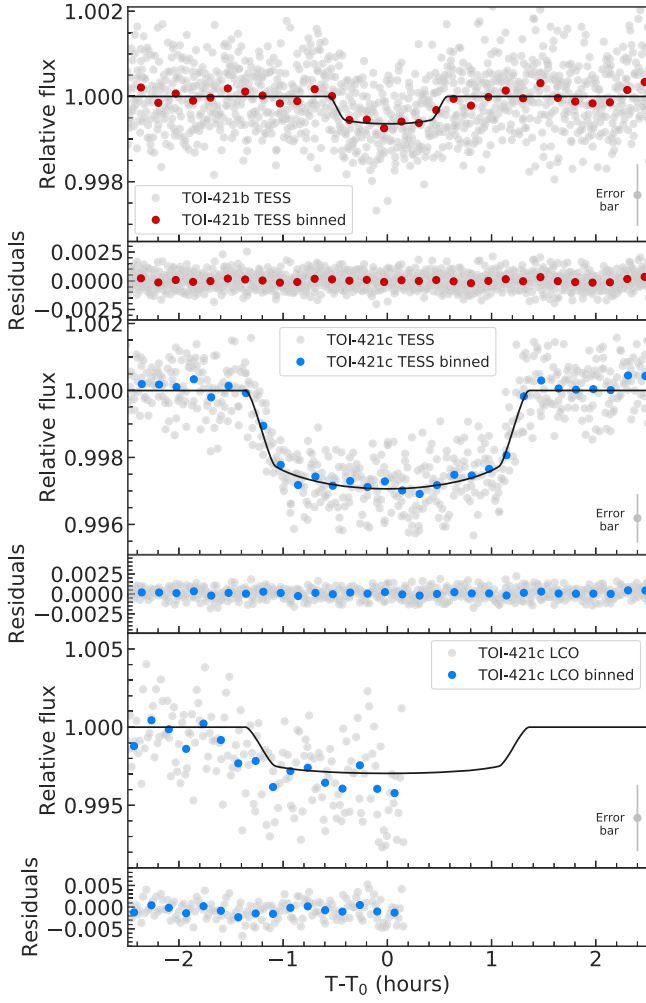 1.002
1.000
0.998
Relative flux
TOI-421b TESS
TOI-421b TESS binned
Error
bar
0.0025
0.0000
−0.0025
Residuals
1.002
1.000
0.998
0.996
Relative flux
TOI-421c TESS
TOI-421c TESS binned
Error
bar
0.0025
0.0000
−0.0025
Residuals
1.005
1.000
0.995
Relative flux
TOI-421c LCO
TOI-421c LCO binned
Error
bar
0.005
0.000
−0.005
Residuals
−2 −1 0 1 2
T-T₀ (hours)